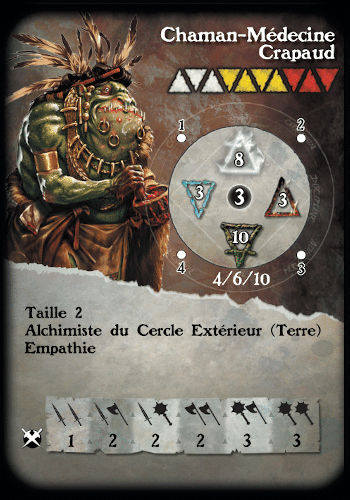 Chaman-Médecine
Crapaud
1
2
8
3
3
3
10
4
3
4/6/10
Taille 2
Alchimiste du Cercle Extérieur (Terre)
Empathie
1 2 2 2 3 3